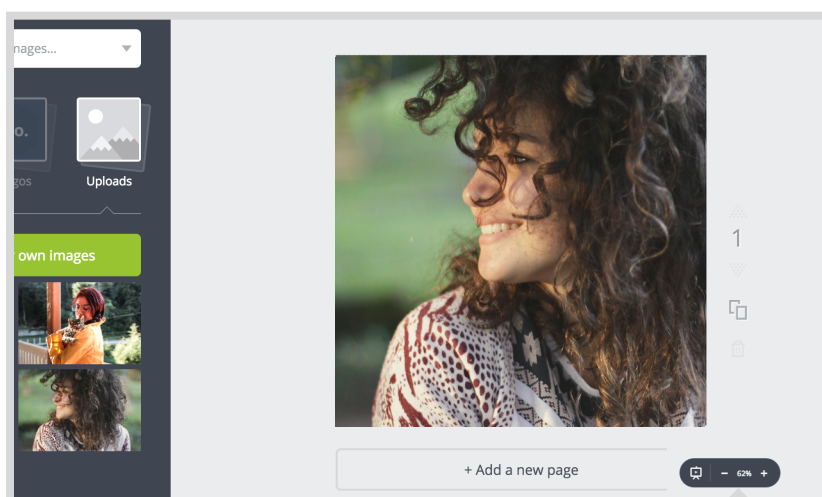 nages...
o.
gos
Uploads
own images
1
+ Add a new page
62%